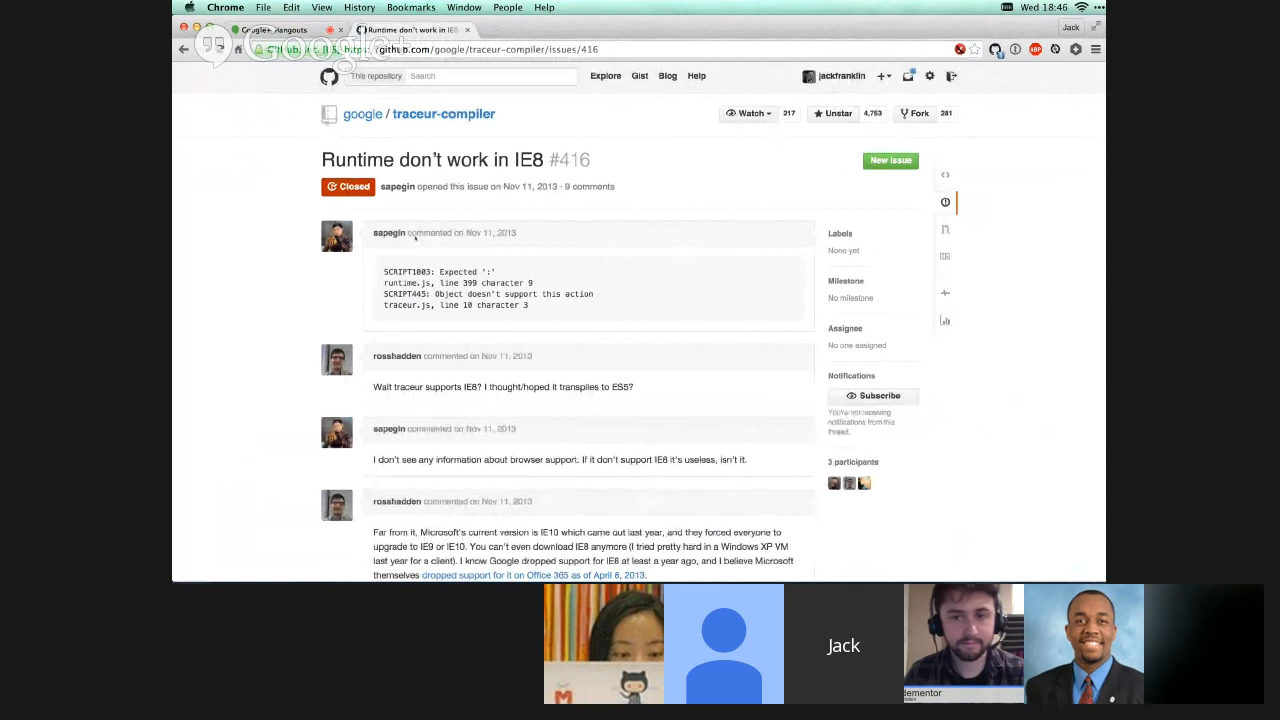 Chrome File Edit View History Bookmarks Window People Help Wed 18:46
Google+ Hangouts Runtime don't work in IE8 Jack
Google+
GitHub, Inc. [US] https://github.com/google/traceur-compiler/issues/416
This repository Search Explore Gist Blog Help jackfranklin
google / traceur-compiler Watch 217 Unstar 4,753 Fork 281
Runtime don't work in IE8 #416 New issue
Closed sapegin opened this issue on Nov 11, 2013 · 9 comments
sapegin commented on Nov 11, 2013
SCRIPT1003: Expected ':'
runtime.js, line 399 character 9
SCRIPT445: Object doesn't support this action
traceur.js, line 10 character 3
rosshadden commented on Nov 11, 2013
Wait traceur supports IE8? I thought/hoped it transpiles to ES5?
sapegin commented on Nov 11, 2013
I don't see any information about browser support. If it don't support IE8 it's useless, isn't it.
rosshadden commented on Nov 11, 2013
Far from it, Microsoft's current version is IE10 which came out last year, and they forced everyone to
upgrade to IE9 or IE10. You can't even download IE8 anymore (I tried pretty hard in a Windows XP VM
last year for a client). I know Google dropped support for IE8 at least a year ago, and I believe Microsoft
themselves dropped support for it on Office 365 as of April 8, 2013.
Labels
None yet
Milestone
No milestone
Assignee
No one assigned
Notifications
Subscribe
You're not receiving
notifications from this
thread.
3 participants
Jack
dementor